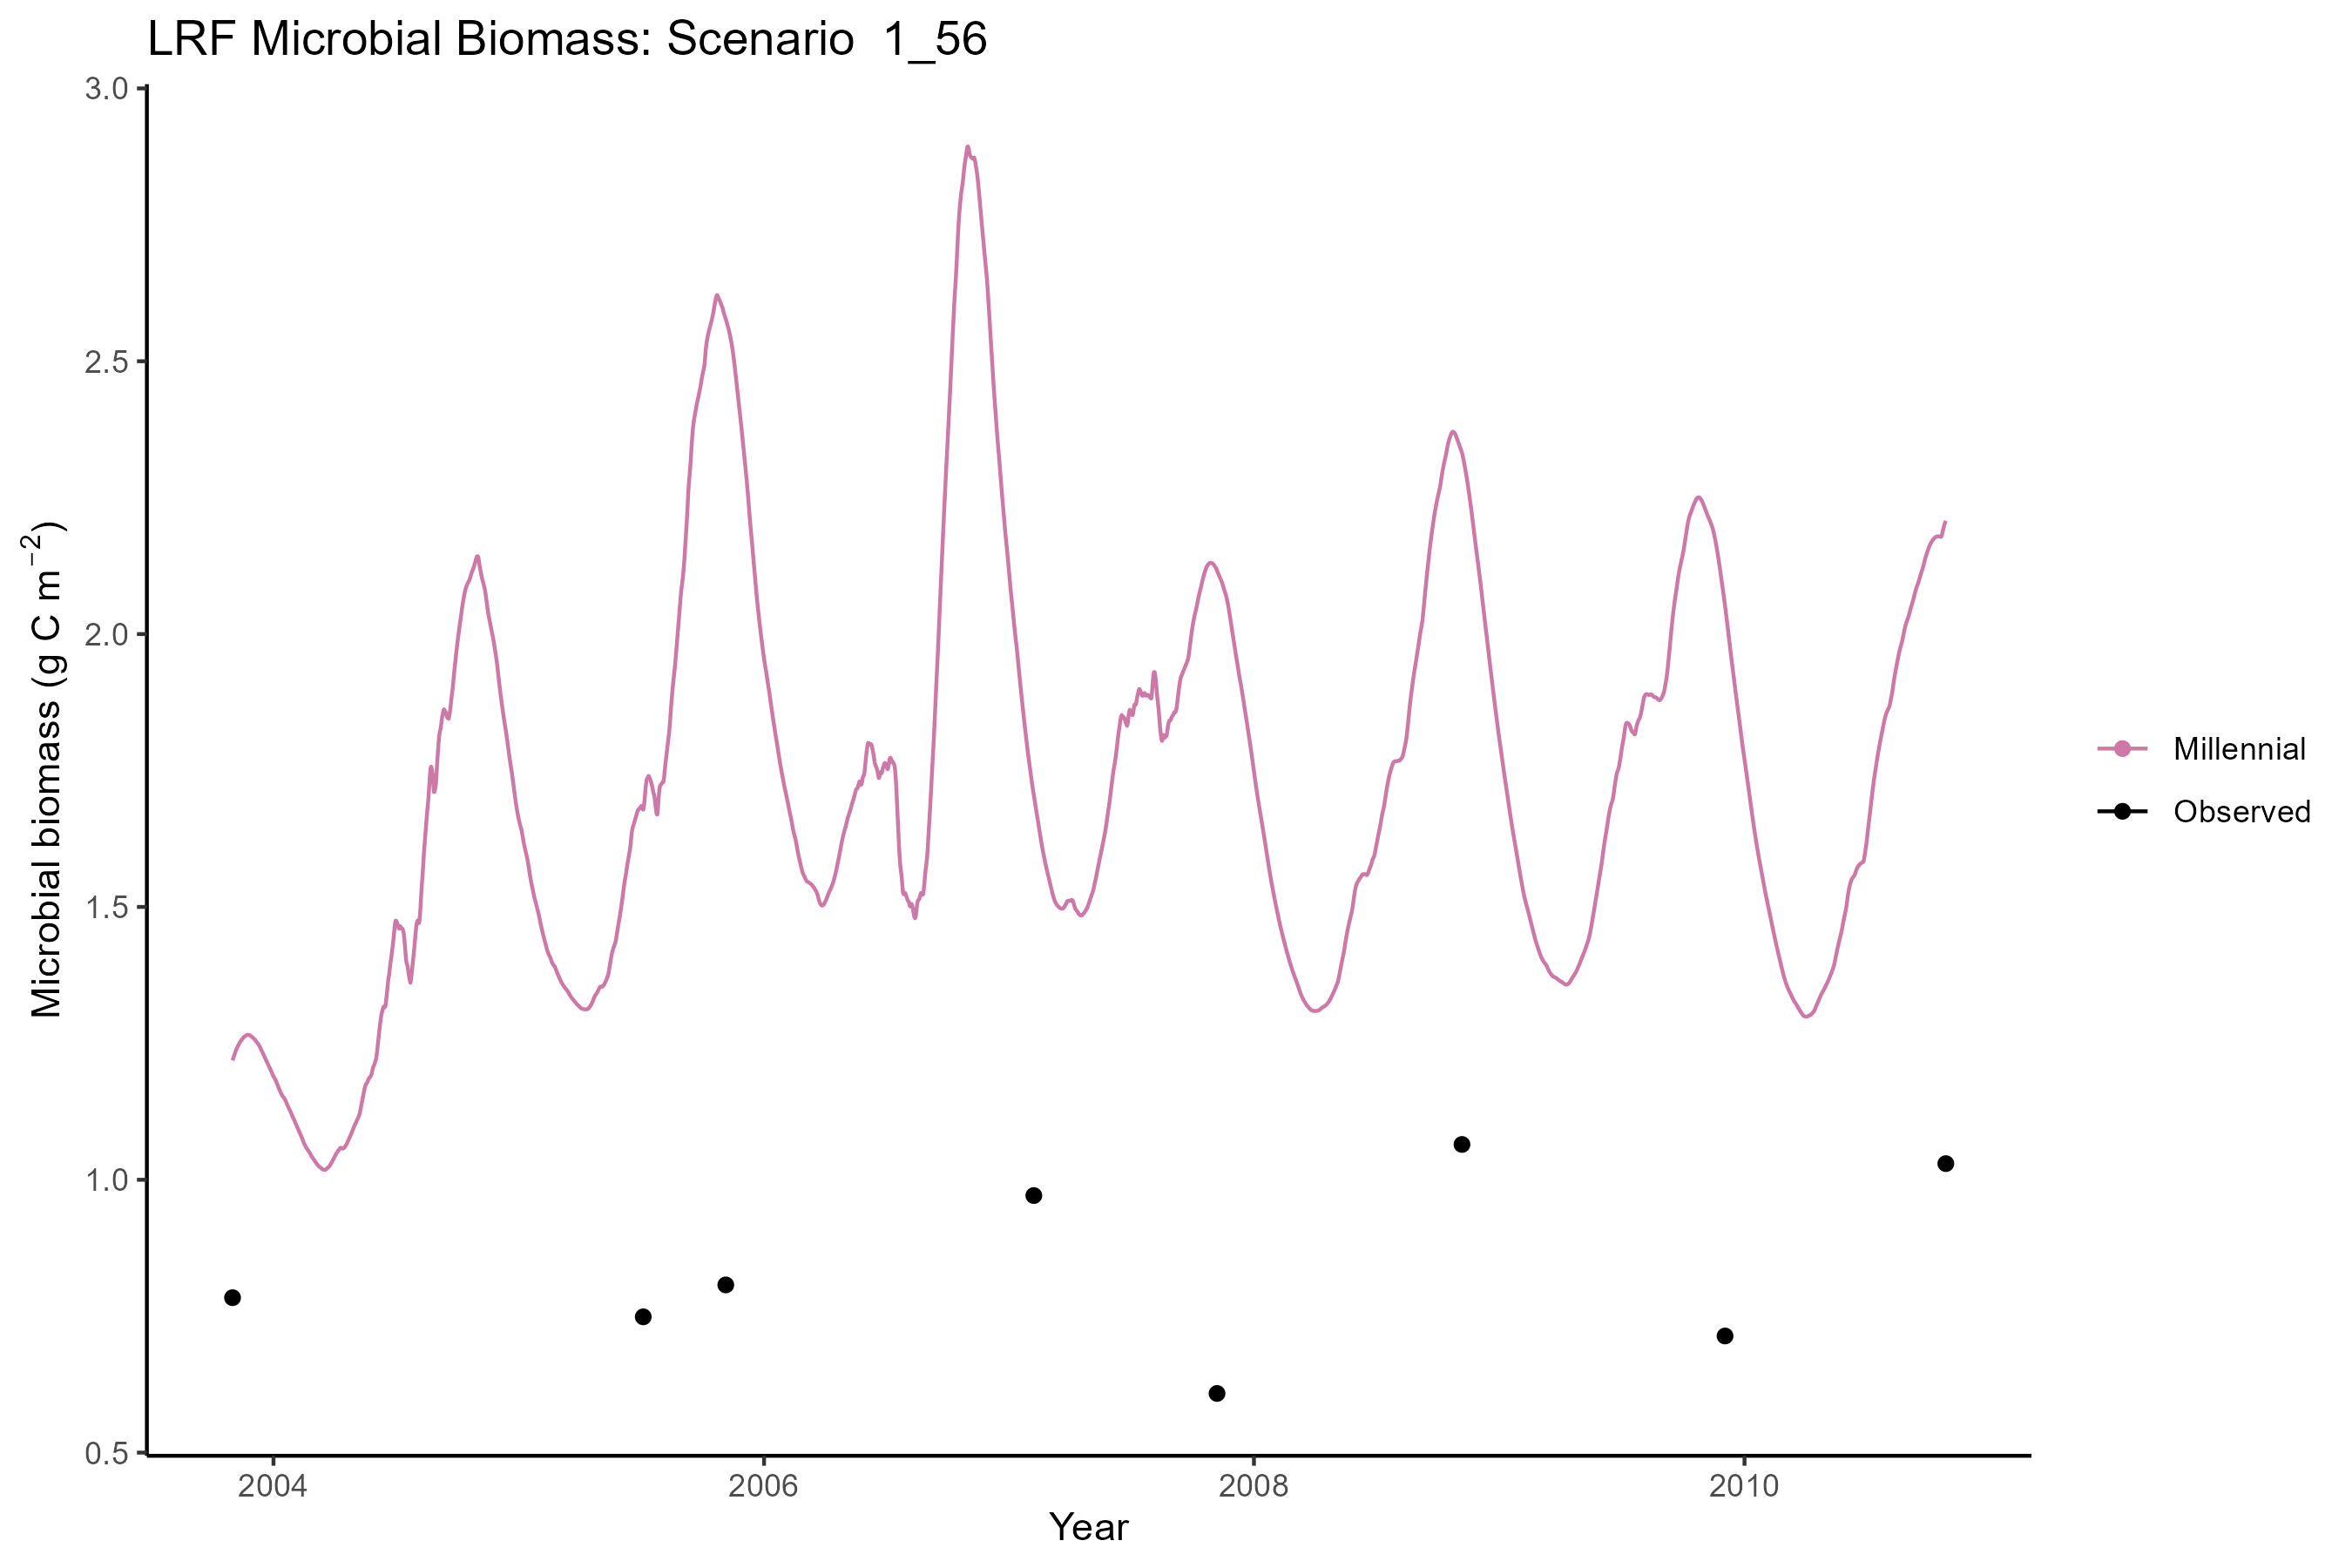 LRF Microbial Biomass: Scenario  1_56
3.0
2.5
2.0
1.5
1.0
0.5
Microbial biomass (g C m⁻²)
2004
2006
2008
2010
Year
Millennial
Observed